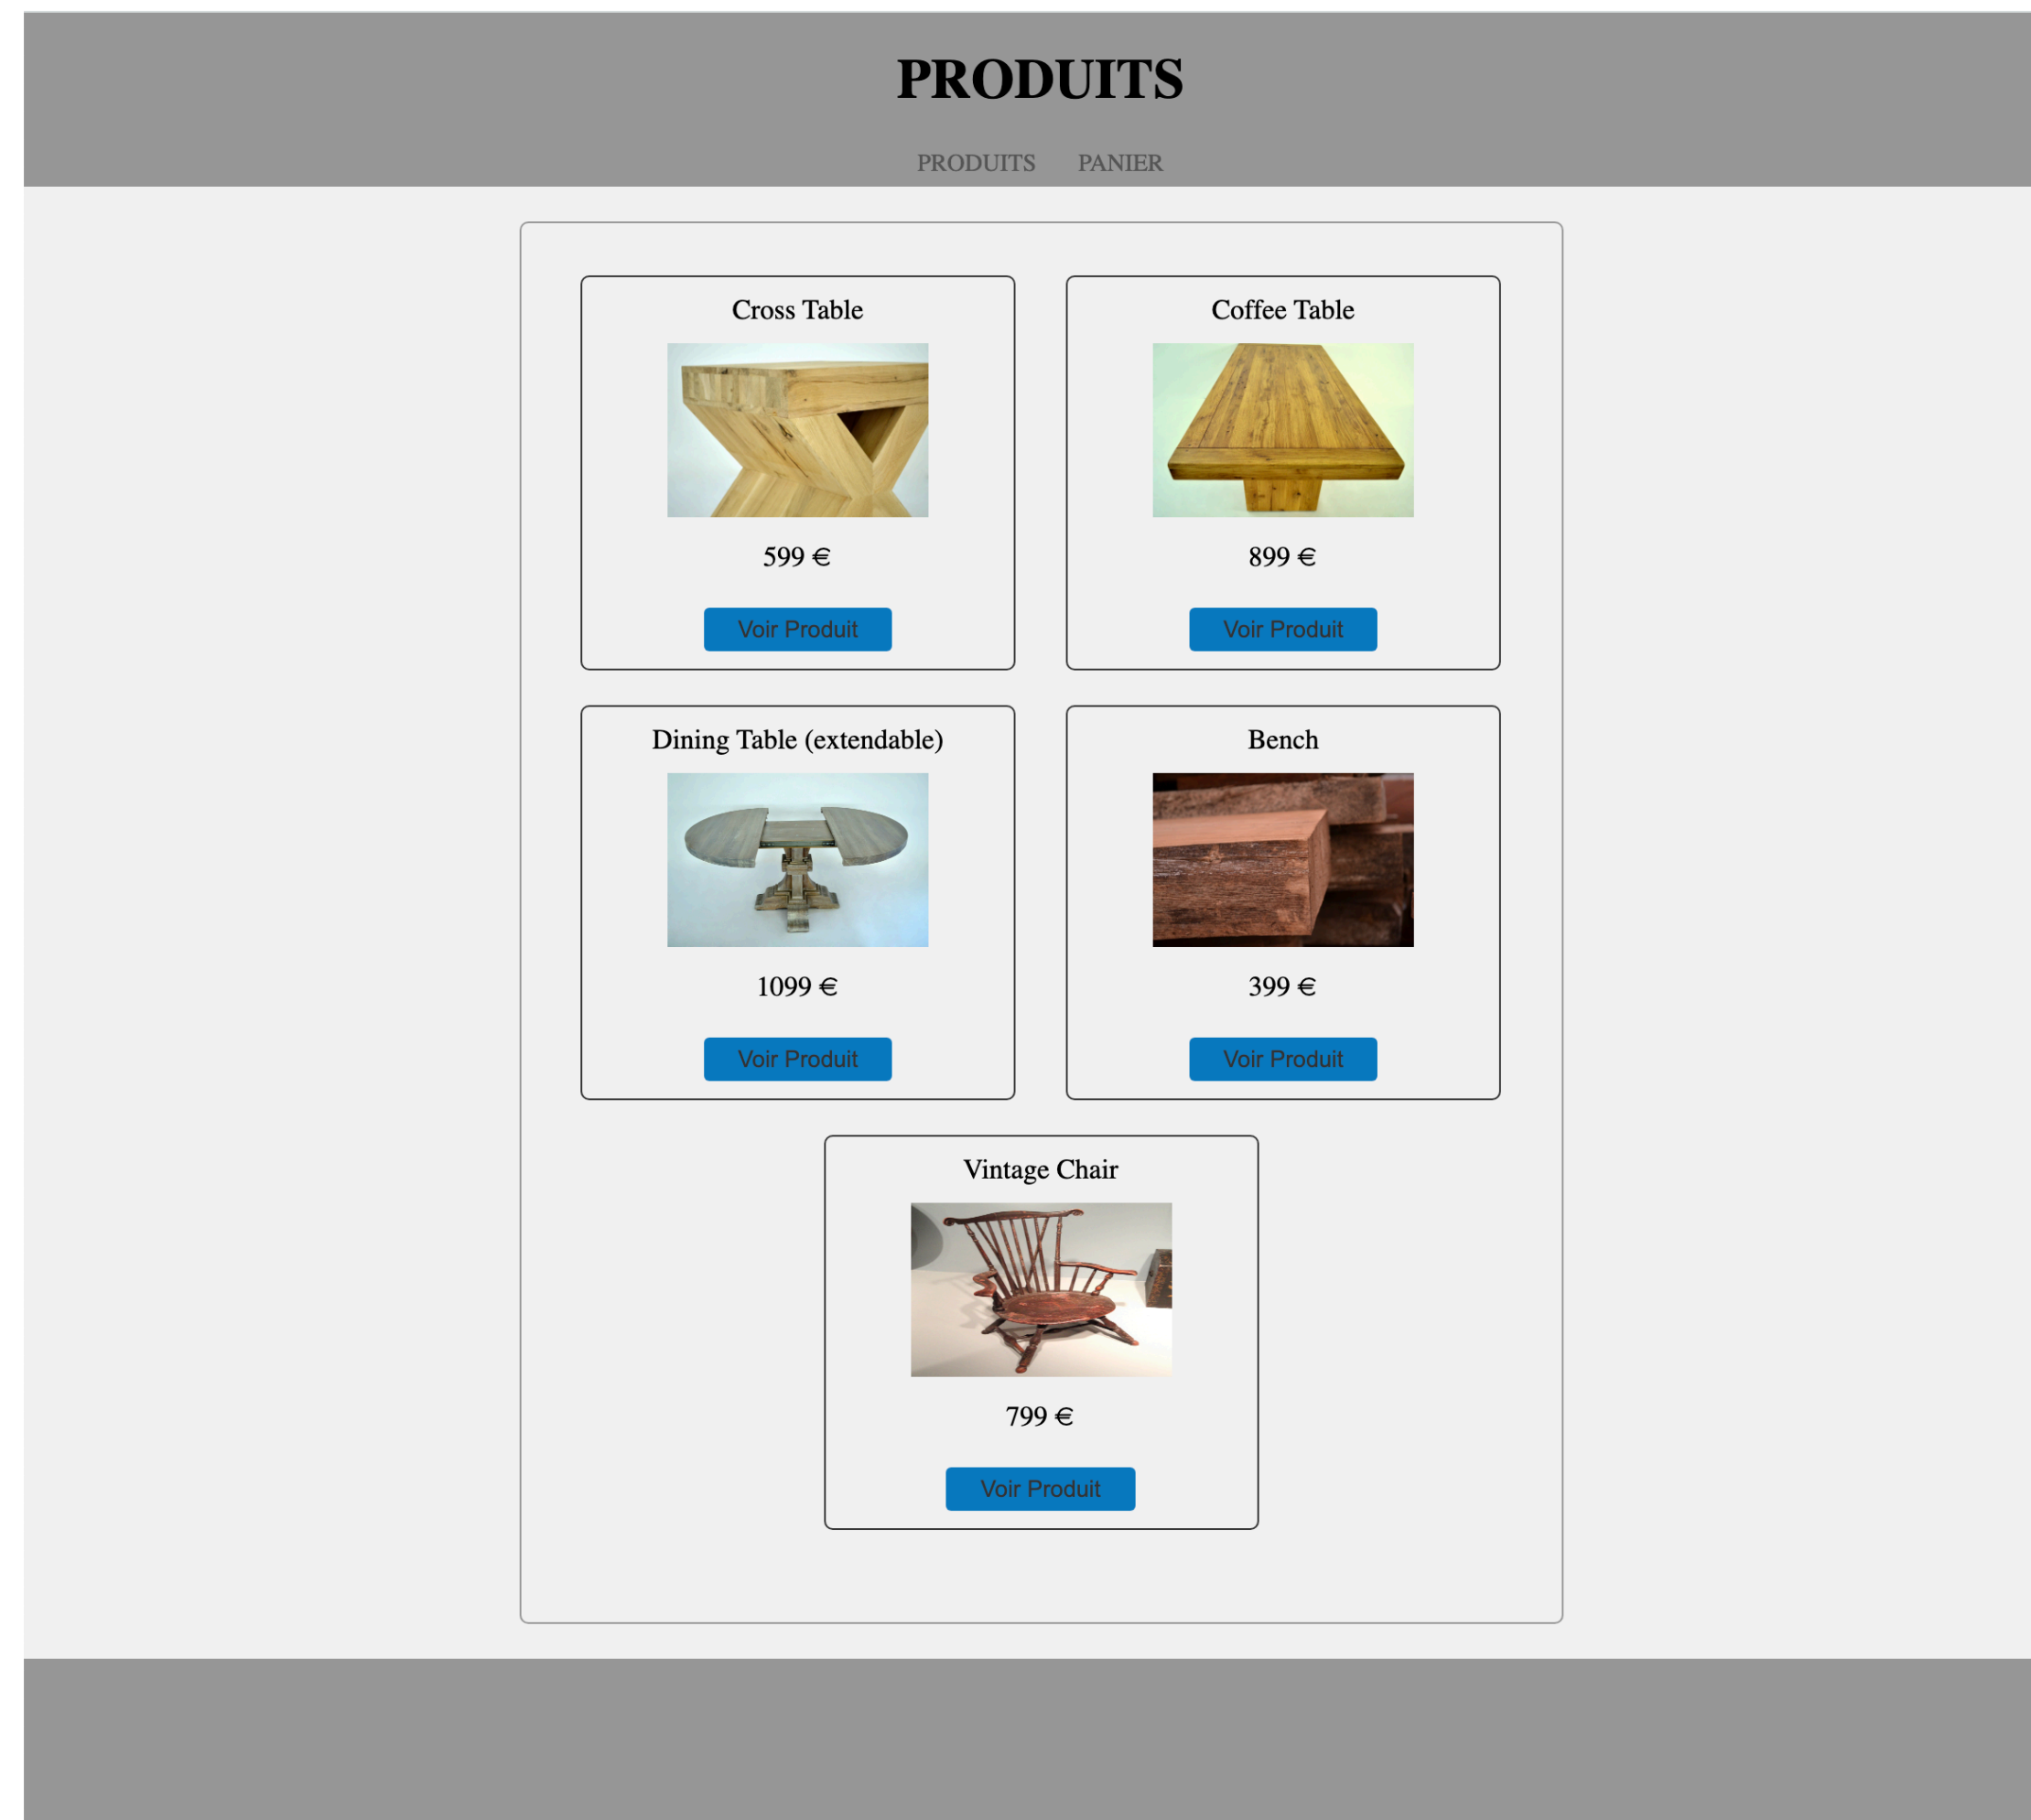 PRODUITS
PRODUITS PANIER
Cross Table
599 €
Voir Produit
Coffee Table
899 €
Voir Produit
Dining Table (extendable)
1099 €
Voir Produit
Bench
399 €
Voir Produit
Vintage Chair
799 €
Voir Produit